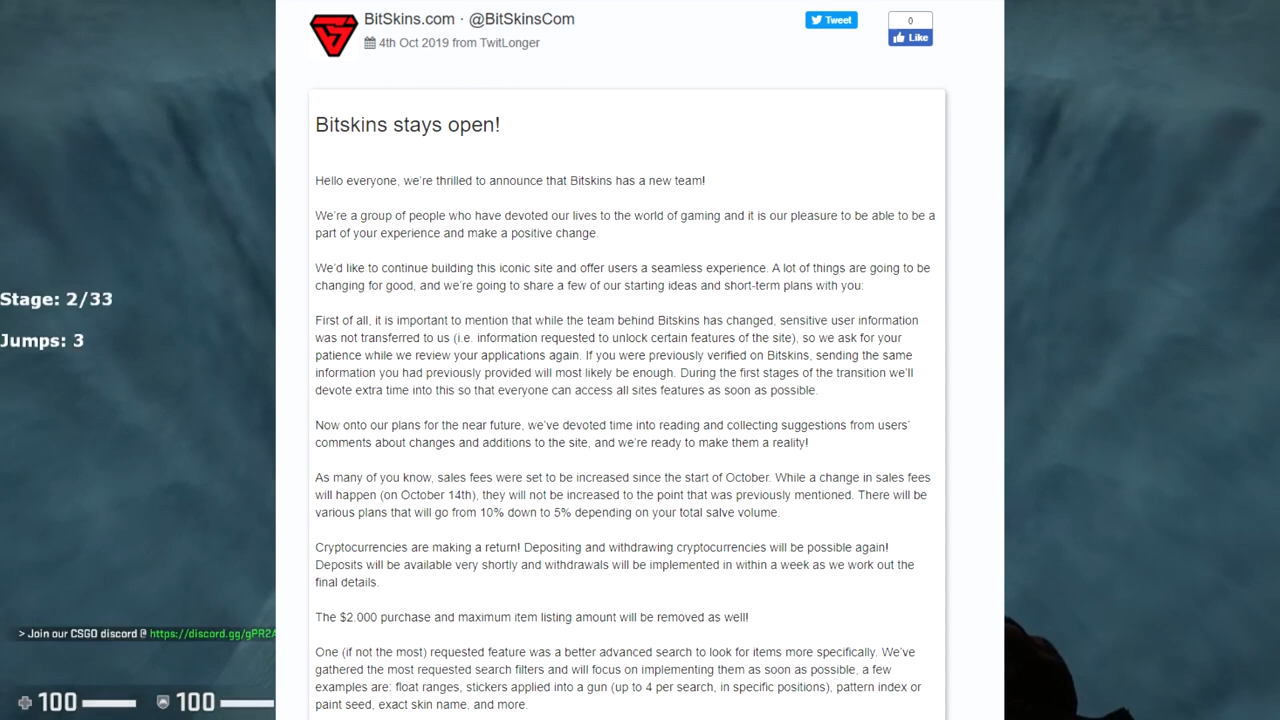 BitSkins.com · @BitSkinsCom
4th Oct 2019 from TwitLonger
Tweet
0
Like
Bitskins stays open!
Hello everyone, we're thrilled to announce that Bitskins has a new team!
We're a group of people who have devoted our lives to the world of gaming and it is our pleasure to be able to be a
part of your experience and make a positive change.
We'd like to continue building this iconic site and offer users a seamless experience. A lot of things are going to be
changing for good, and we're going to share a few of our starting ideas and short-term plans with you:
First of all, it is important to mention that while the team behind Bitskins has changed, sensitive user information
was not transferred to us (i.e. information requested to unlock certain features of the site), so we ask for your
patience while we review your applications again. If you were previously verified on Bitskins, sending the same
information you had previously provided will most likely be enough. During the first stages of the transition we'll
devote extra time into this so that everyone can access all sites features as soon as possible.
Now onto our plans for the near future, we've devoted time into reading and collecting suggestions from users'
comments about changes and additions to the site, and we're ready to make them a reality!
As many of you know, sales fees were set to be increased since the start of October. While a change in sales fees
will happen (on October 14th), they will not be increased to the point that was previously mentioned. There will be
various plans that will go from 10% down to 5% depending on your total salve volume.
Cryptocurrencies are making a return! Depositing and withdrawing cryptocurrencies will be possible again!
Deposits will be available very shortly and withdrawals will be implemented in within a week as we work out the
final details.
The $2.000 purchase and maximum item listing amount will be removed as well!
One (if not the most) requested feature was a better advanced search to look for items more specifically. We've
gathered the most requested search filters and will focus on implementing them as soon as possible, a few
examples are: float ranges, stickers applied into a gun (up to 4 per search, in specific positions), pattern index or
paint seed, exact skin name, and more.
Stage: 2/33
Jumps: 3
> Join our CSGO discord @ https://discord.gg/gPR2A
100
100